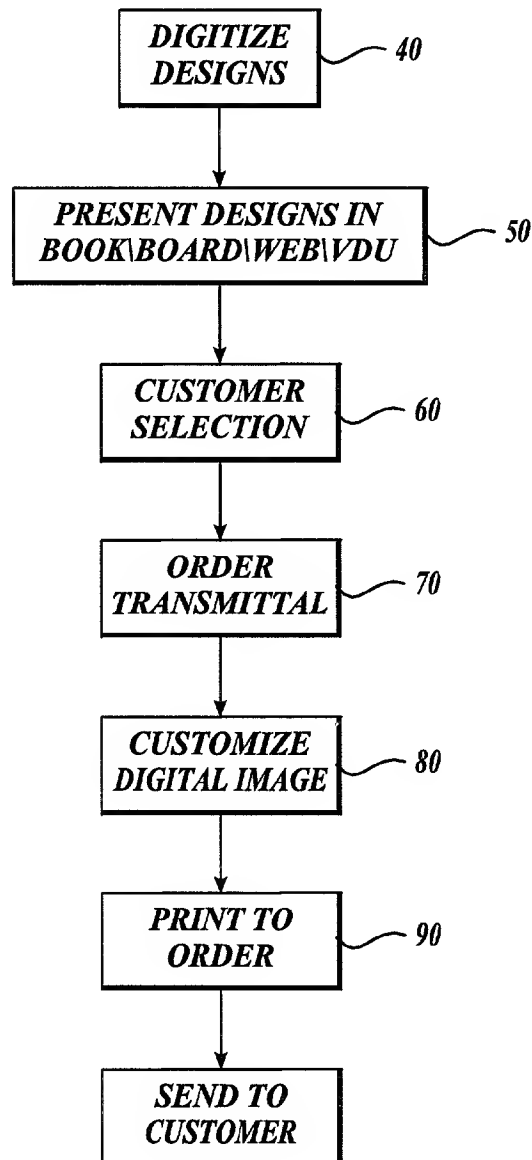 DIGITIZE
DESIGNS
40
PRESENT DESIGNS IN
BOOK\BOARD\WEB\VDU
50
CUSTOMER
SELECTION
60
ORDER
TRANSMITTAL
70
CUSTOMIZE
DIGITAL IMAGE
80
PRINT TO
ORDER
90
SEND TO
CUSTOMER